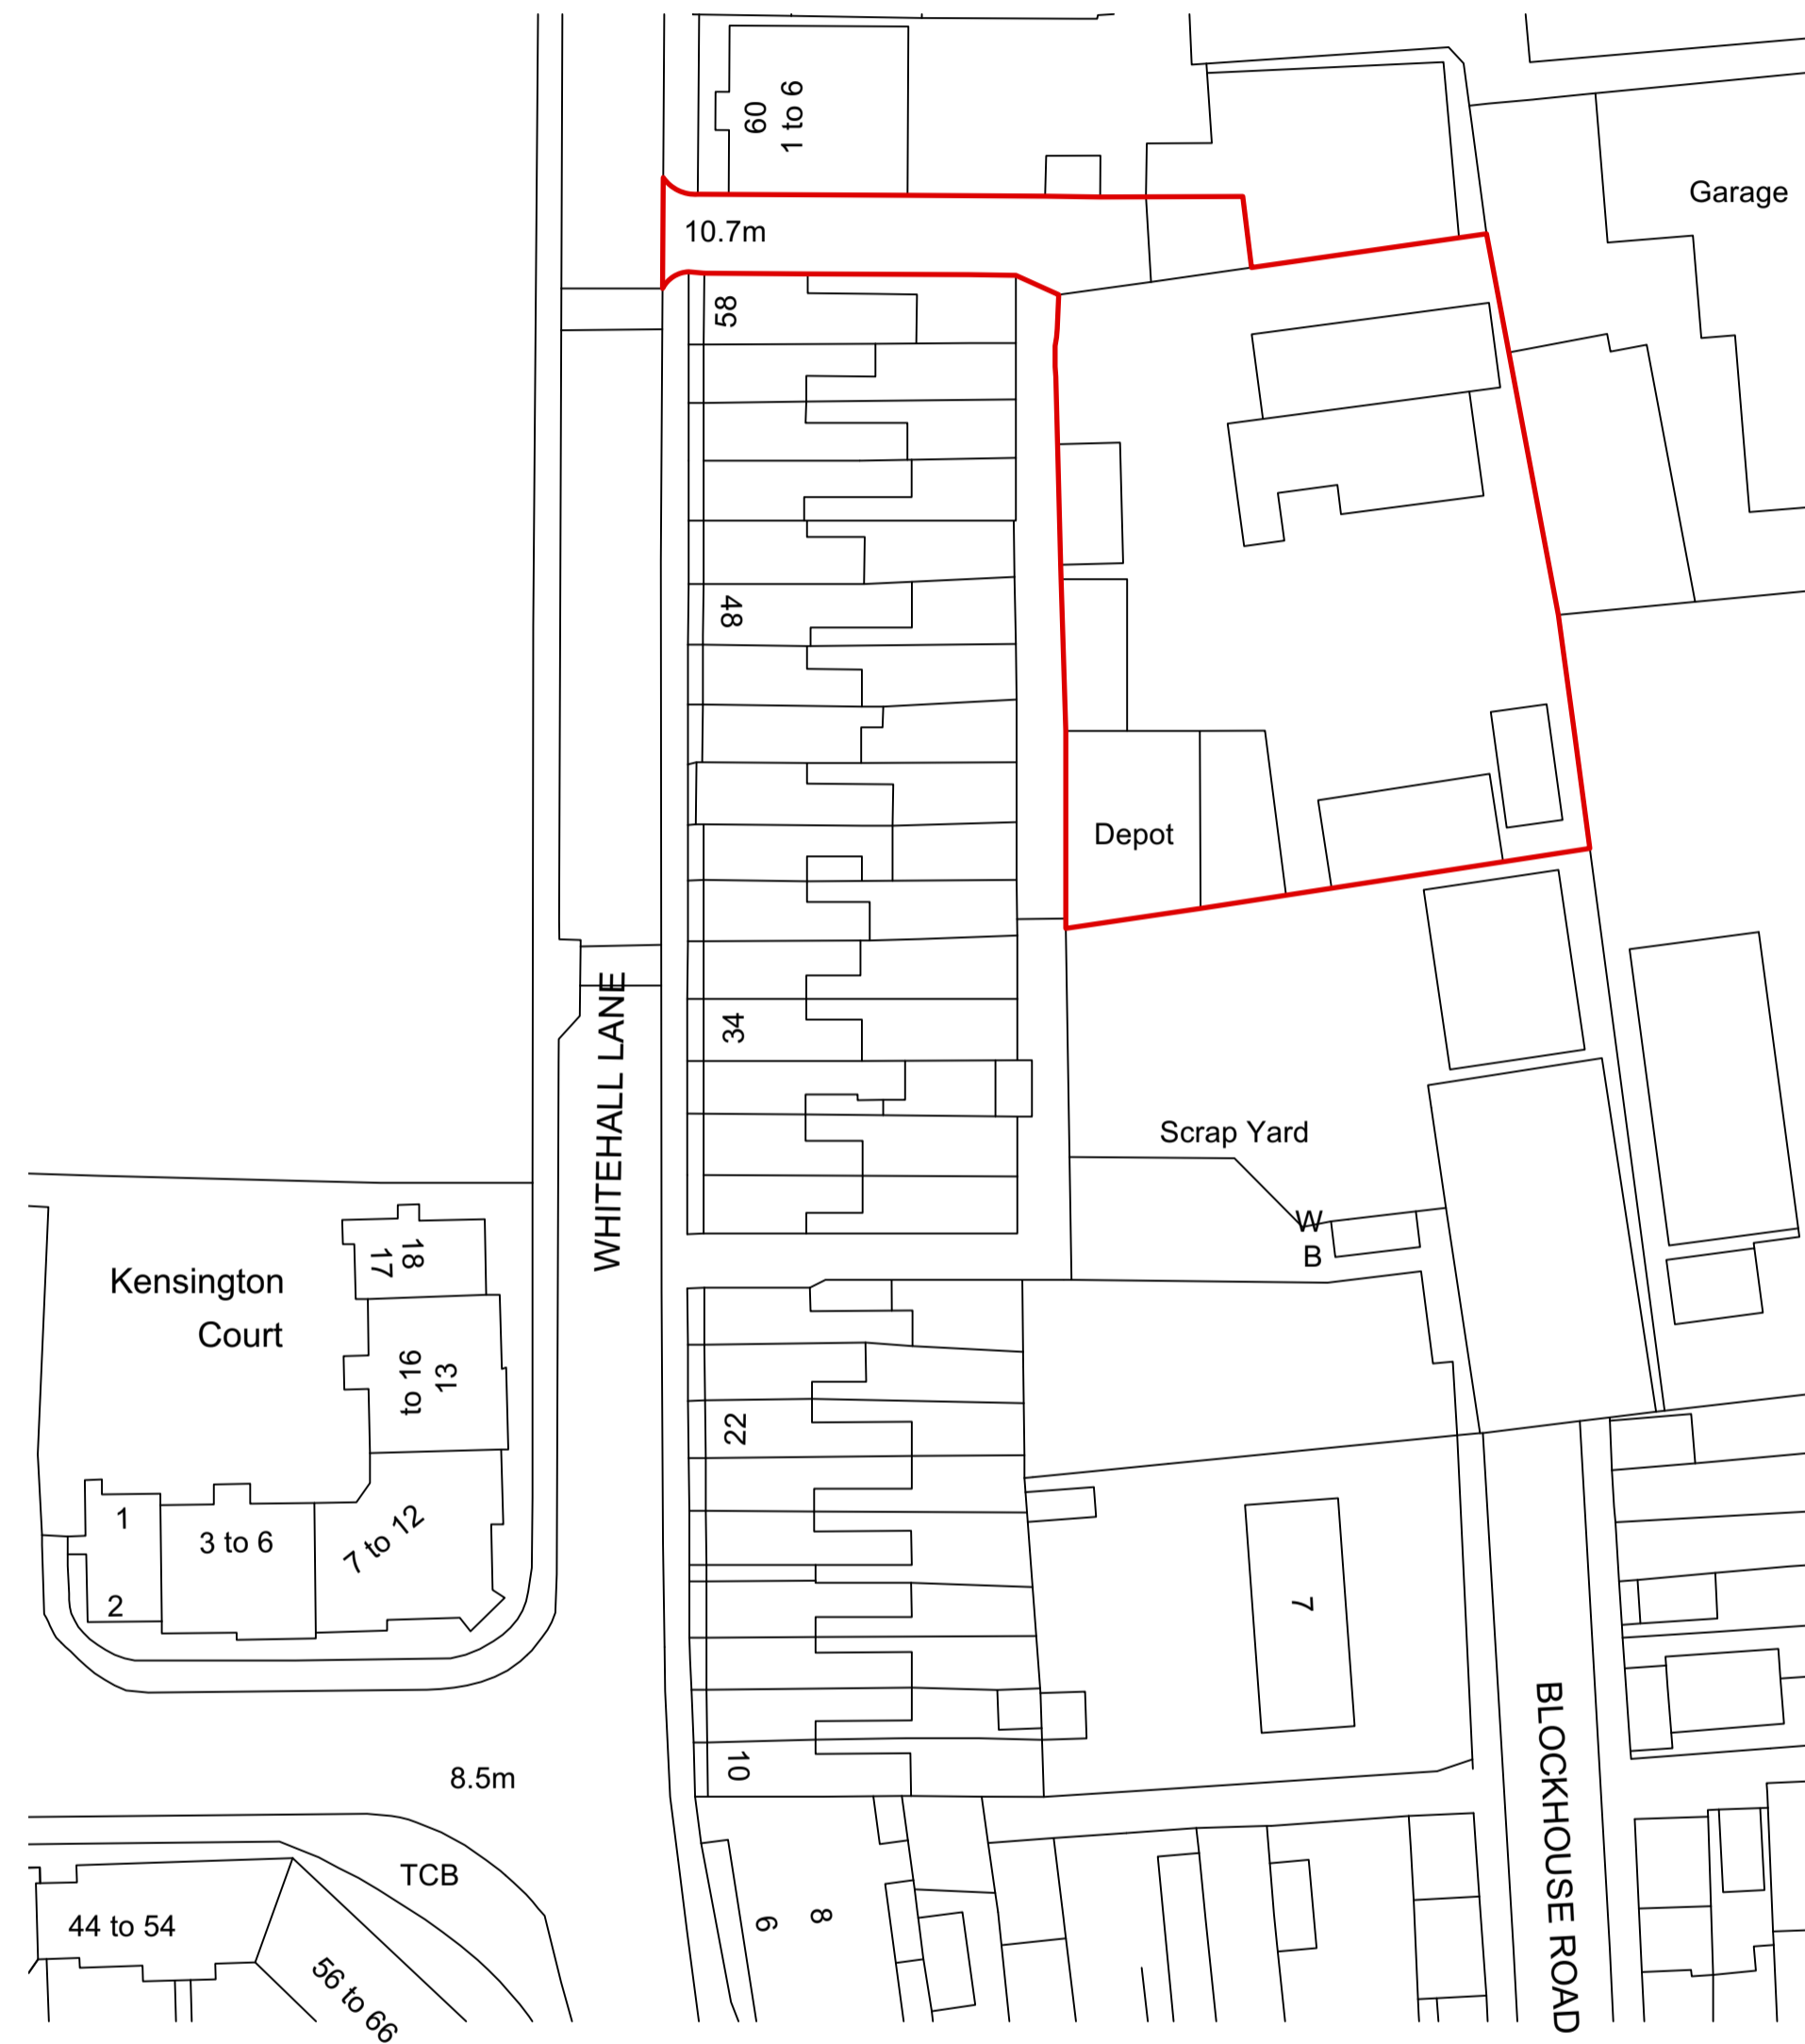 60
1 to 6
Garage
10.7m
58
48
Depot
34
WHITEHALL LANE
Scrap Yard
W
B
18
17
Kensington
Court
13
to 16
22
1
3 to 6
7 to 12
2
7
BLOCKHOUSE ROAD
10
8.5m
TCB
44 to 54
56 to 66
6
8